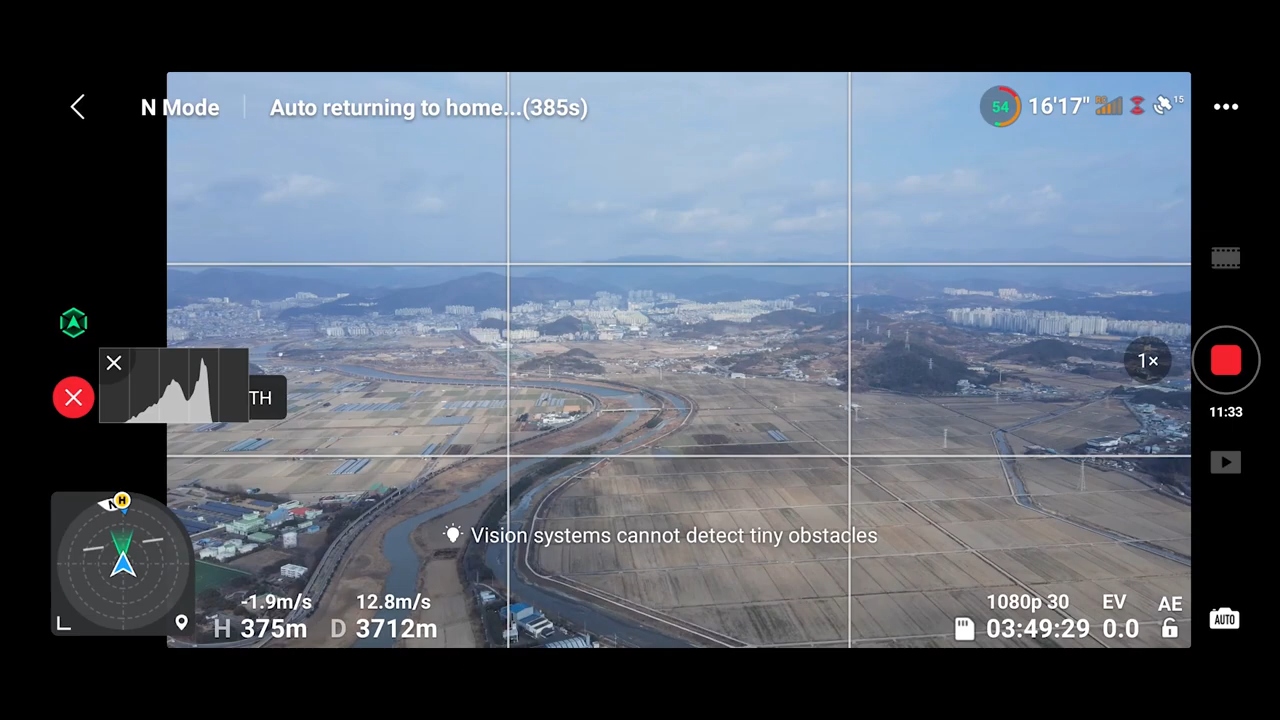 N Mode
Auto returning to home...(385s)
54
16'17"
15
1×
TH
11:33
H
N
Vision systems cannot detect tiny obstacles
-1.9m/s
12.8m/s
H 375m
D 3712m
1080p 30
EV
AE
03:49:29
0.0
AUTO
L